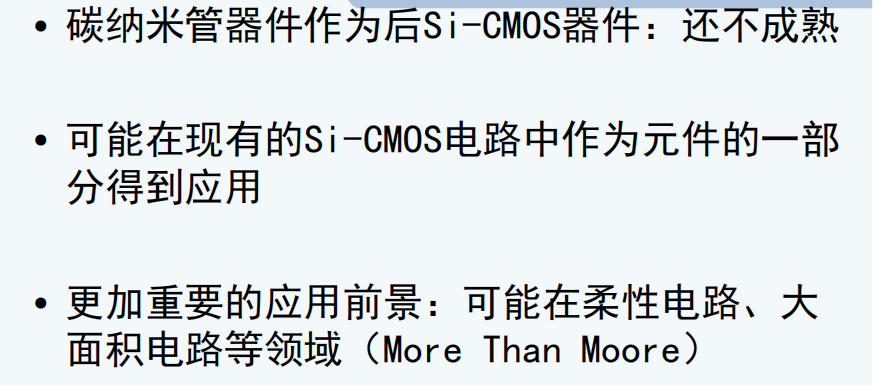 • 碳纳米管器件作为后Si-CMOS器件：还不成熟
• 可能在现有的Si-CMOS电路中作为元件的一部
分得到应用
• 更加重要的应用前景：可能在柔性电路、大
面积电路等领域（More Than Moore）